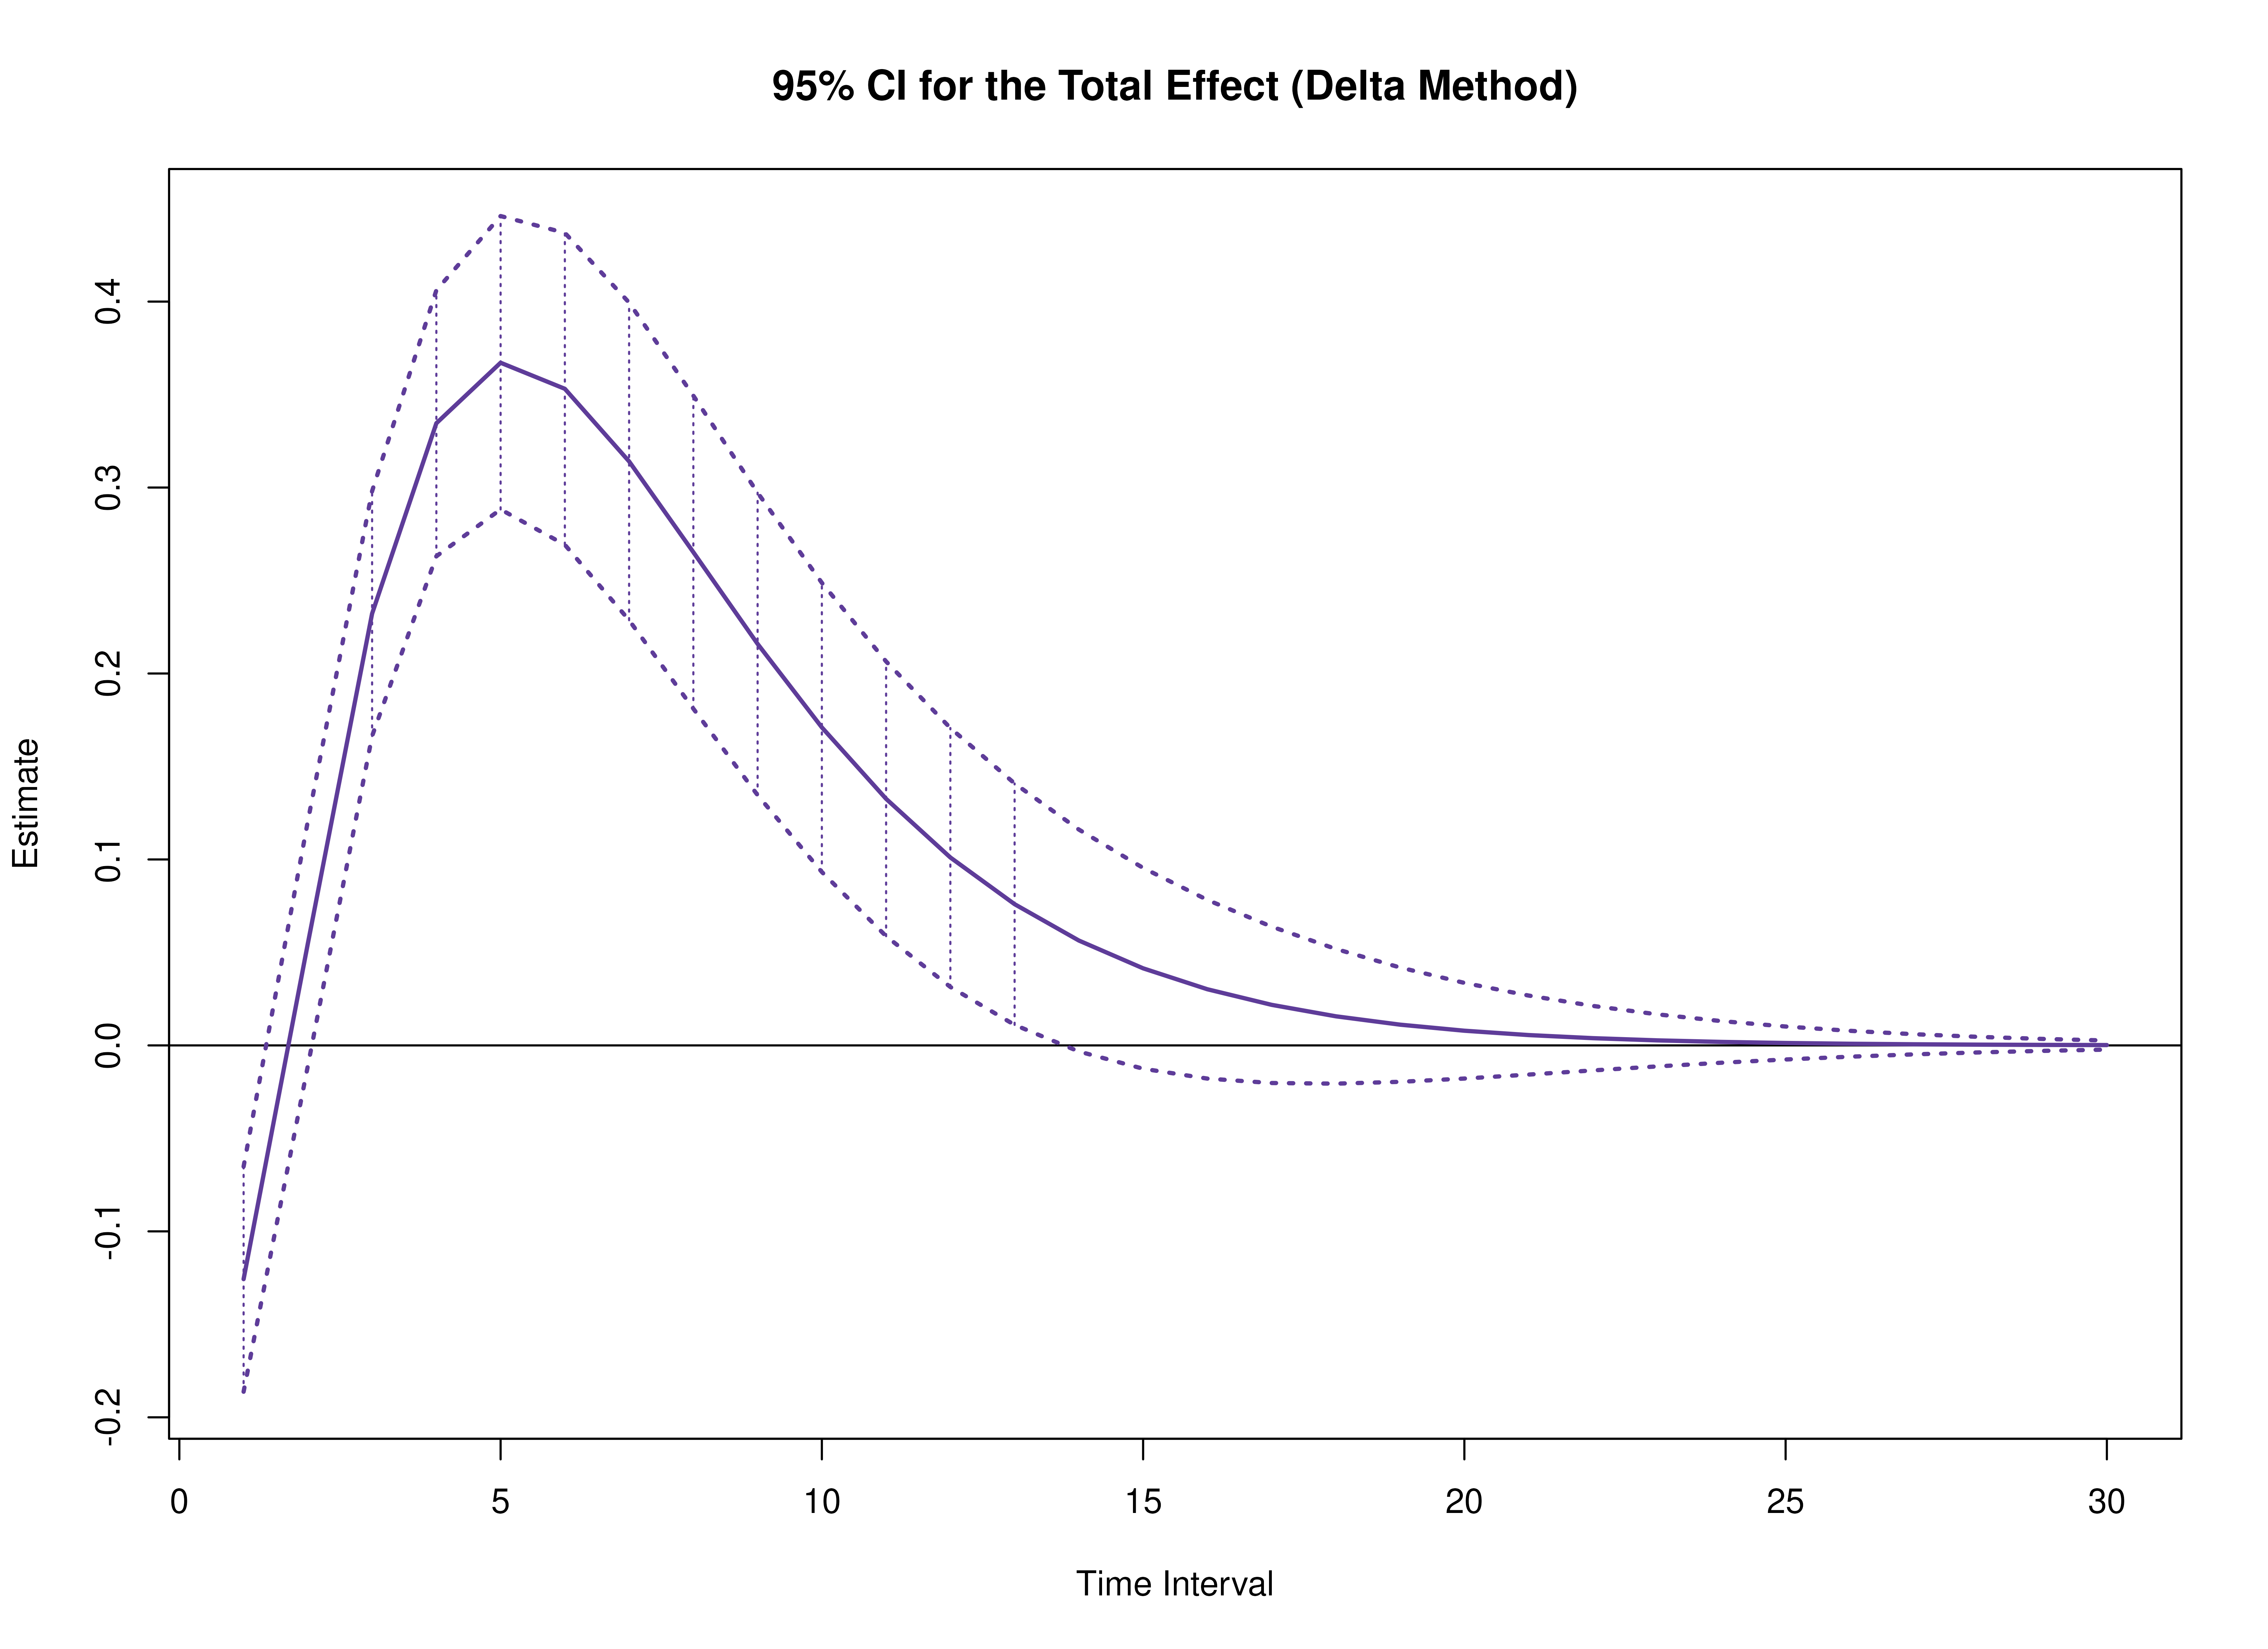 95% CI for the Total Effect (Delta Method)
Estimate
0.4
0.3
0.2
0.1
0.0
-0.1
-0.2
0 5 10 15 20 25 30
Time Interval